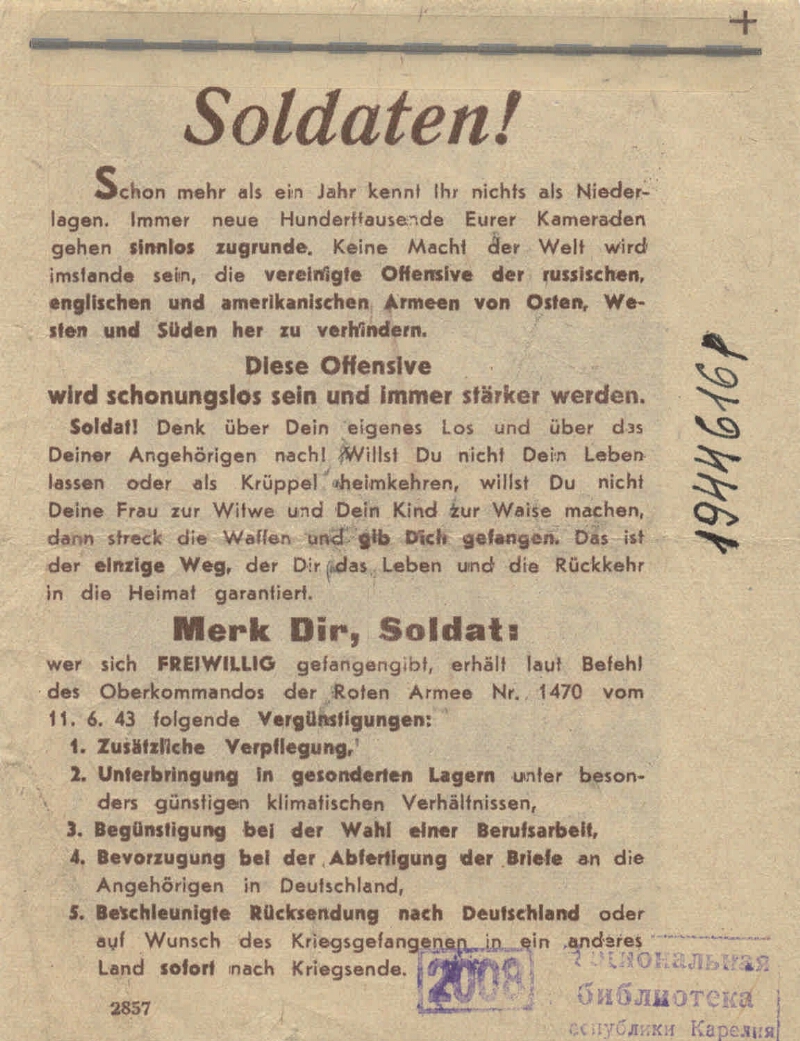 +
Soldaten!
Schon mehr als ein Jahr kennt Ihr nichts als Nieder-
lagen. Immer neue Hunderttausende Eurer Kameraden
gehen sinnlos zugrunde. Keine Macht der Welt wird
imstande sein, die vereinigte Offensive der russischen,
englischen und amerikanischen Armeen von Osten, We-
sten und Süden her zu verhindern.
Diese Offensive
wird schonungslos sein und immer stärker werden.
Soldat! Denk über Dein eigenes Los und über das
Deiner Angehörigen nach! Willst Du nicht Dein Leben
lassen oder als Krüppel heimkehren, willst Du nicht
Deine Frau zur Witwe und Dein Kind zur Waise machen,
dann streck die Waffen und gib Dich gefangen. Das ist
der einzige Weg, der Dir das Leben und die Rückkehr
in die Heimat garantiert.
Merk Dir, Soldat:
wer sich FREIWILLIG gefangengibt, erhält laut Befehl
des Oberkommandos der Roten Armee Nr. 1470 vom
11. 6. 43 folgende Vergünstigungen:
1. Zusätzliche Verpflegung,
2. Unterbringung in gesonderten Lagern unter beson-
ders günstigen klimatischen Verhältnissen,
3. Begünstigung bei der Wahl einer Berufsarbeit,
4. Bevorzugung bei der Abfertigung der Briefe an die
Angehörigen in Deutschland,
5. Beschleunigte Rücksendung nach Deutschland oder
auf Wunsch des Kriegsgefangenen in ein anderes
Land sofort nach Kriegsende.
2857
19446161
2008
национальная
библиотека
еспублики Карелия